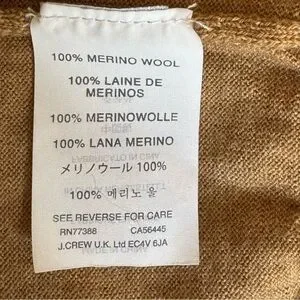 100% MERINO WOOL
100% LAINE DE
MERINOS
100% MERINOWOLLE
100% LANA MERINO
メリノウール 100%
100% 메리노 울
SEE REVERSE FOR CARE
RN77388 CA56445
J.CREW U.K. Ltd EC4V 6JA